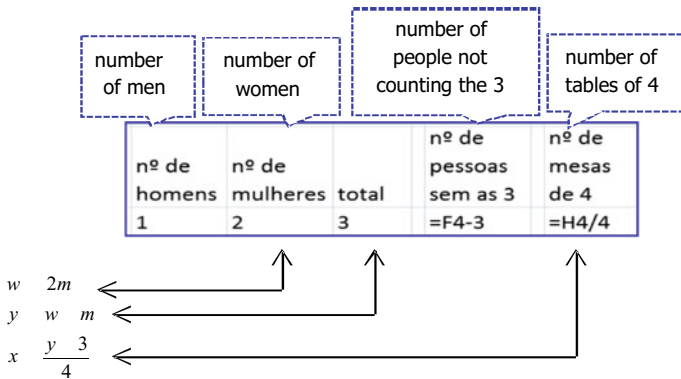 number
of men
number of
women
number of
people not
counting the 3
number of
tables of 4
nº de
homens
nº de
mulheres
total
nº de
pessoas
sem as 3
nº de
mesas
de 4
1 2 3 =F4-3 =H4/4
w 2m
y w m
x y 3
4